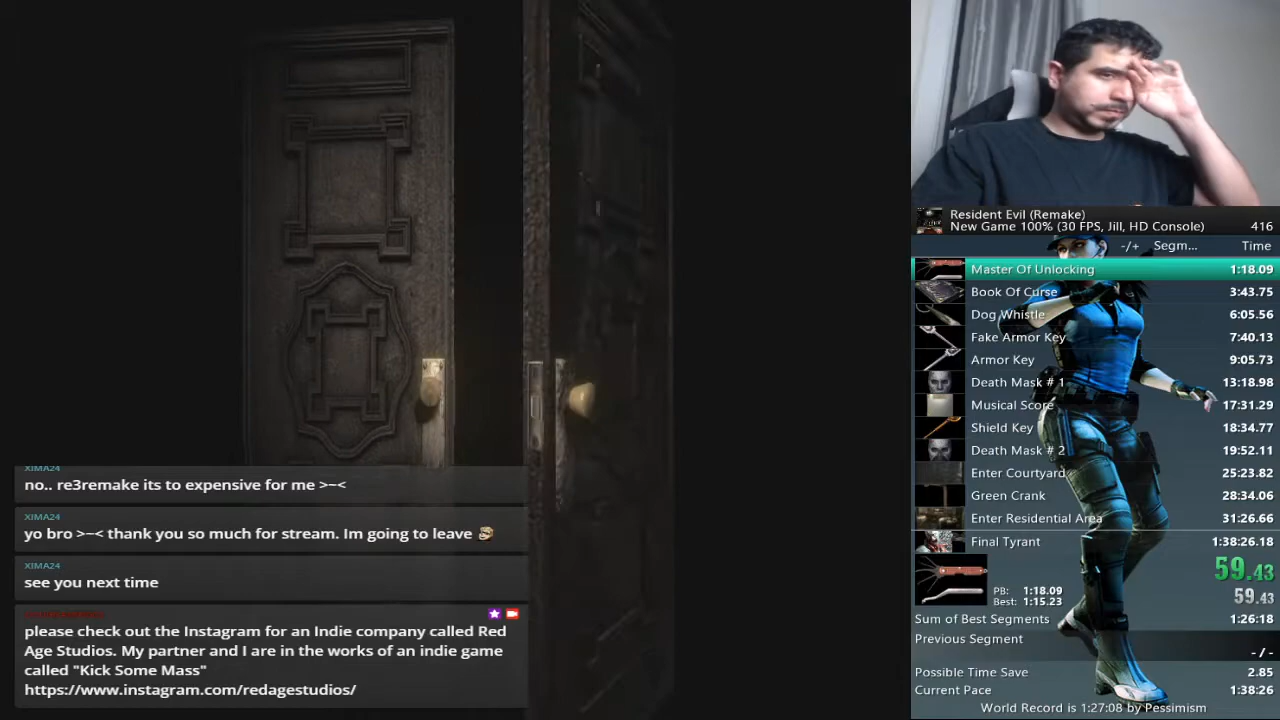 XIMA24
no.. re3remake its to expensive for me >~<
XIMA24
yo bro >~< thank you so much for stream. Im going to leave
XIMA24
see you next time
please check out the Instagram for an Indie company called Red
Age Studios. My partner and I are in the works of an indie game
called "Kick Some Mass"
https://www.instagram.com/redagestudios/
Resident Evil (Remake)
New Game 100% (30 FPS, Jill, HD Console) 416
-/+ Segm... Time
Master Of Unlocking 1:18.09
Book Of Curse 3:43.75
Dog Whistle 6:05.56
Fake Armor Key 7:40.13
Armor Key 9:05.73
Death Mask # 1 13:18.98
Musical Score 17:31.29
Shield Key 18:34.77
Death Mask # 2 19:52.11
Enter Courtyard 25:23.82
Green Crank 28:34.06
Enter Residential Area 31:26.66
Final Tyrant 1:38:26.18
59.43
PB: 1:18.09 59.43
Best: 1:15.23
Sum of Best Segments 1:26:18
Previous Segment - / -
Possible Time Save 2.85
Current Pace 1:38:26
World Record is 1:27:08 by Pessimism